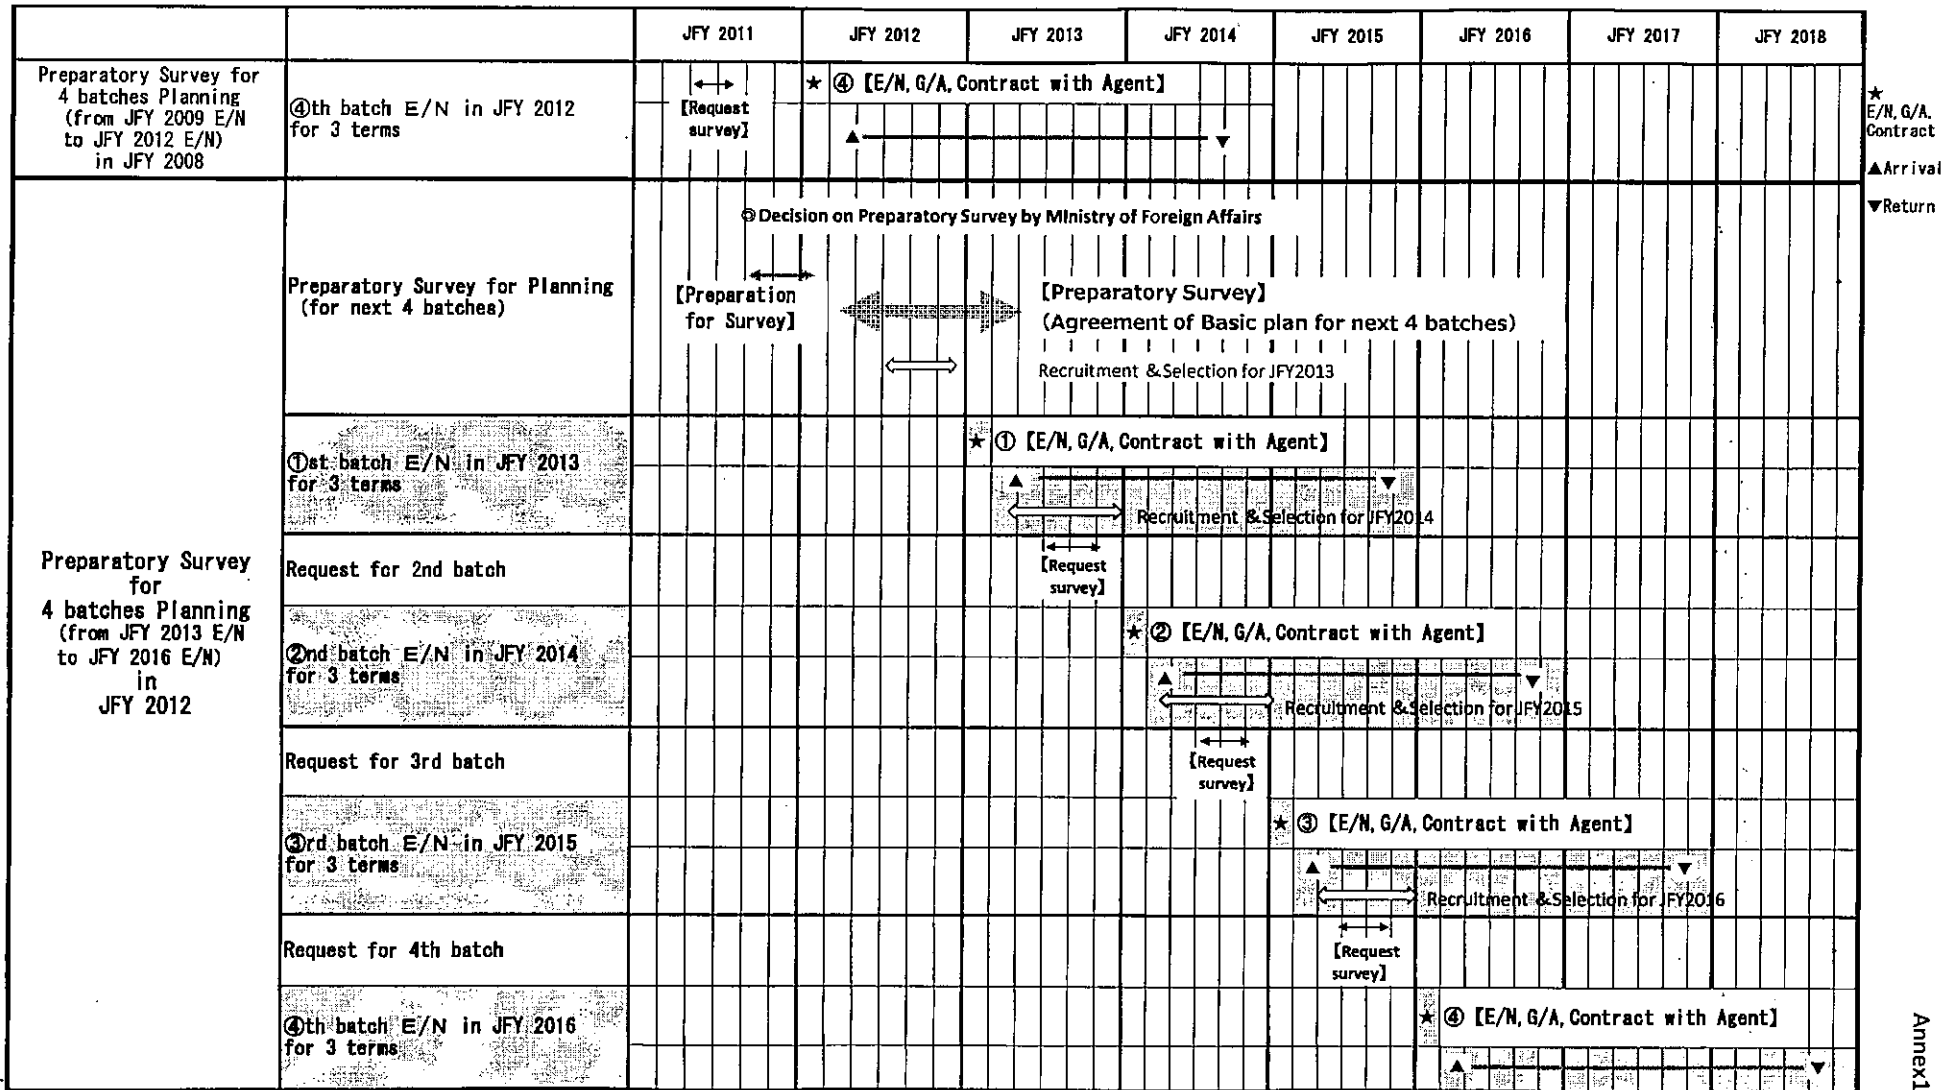 JFY 2011 JFY 2012 JFY 2013 JFY 2014 JFY 2015 JFY 2016 JFY 2017 JFY 2018
Preparatory Survey for
4 batches Planning
(from JFY 2009 E/N
to JFY 2012 E/N)
in JFY 2008
④th batch E/N in JFY 2012
for 3 terms
【Request
survey】
★ ④【E/N, G/A, Contract with Agent】
▲ ▼
★
E/N, G/A.
Contract
▲Arrival
▼Return
Preparatory Survey
for
4 batches Planning
(from JFY 2013 E/N
to JFY 2016 E/N)
in
JFY 2012
◎Decision on Preparatory Survey by Ministry of Foreign Affairs
Preparatory Survey for Planning
(for next 4 batches)
【Preparation
for Survey】
【Preparatory Survey】
(Agreement of Basic plan for next 4 batches)
Recruitment &Selection for JFY2013
①st batch E/N in JFY 2013
for 3 terms
★ ①【E/N, G/A, Contract with Agent】
▲ ▼
Recruitment &Selection for JFY2014
Request for 2nd batch
【Request
survey】
②nd batch E/N in JFY 2014
for 3 terms
★ ②【E/N, G/A, Contract with Agent】
▲ ▼
Recruitment &Selection for JFY2015
Request for 3rd batch
【Request
survey】
③rd batch E/N in JFY 2015
for 3 terms
★ ③【E/N, G/A, Contract with Agent】
▲ ▼
Recruitment &Selection for JFY2016
Request for 4th batch
【Request
survey】
④th batch E/N in JFY 2016
for 3 terms
★ ④【E/N, G/A, Contract with Agent】
▲ ▼
Annex1